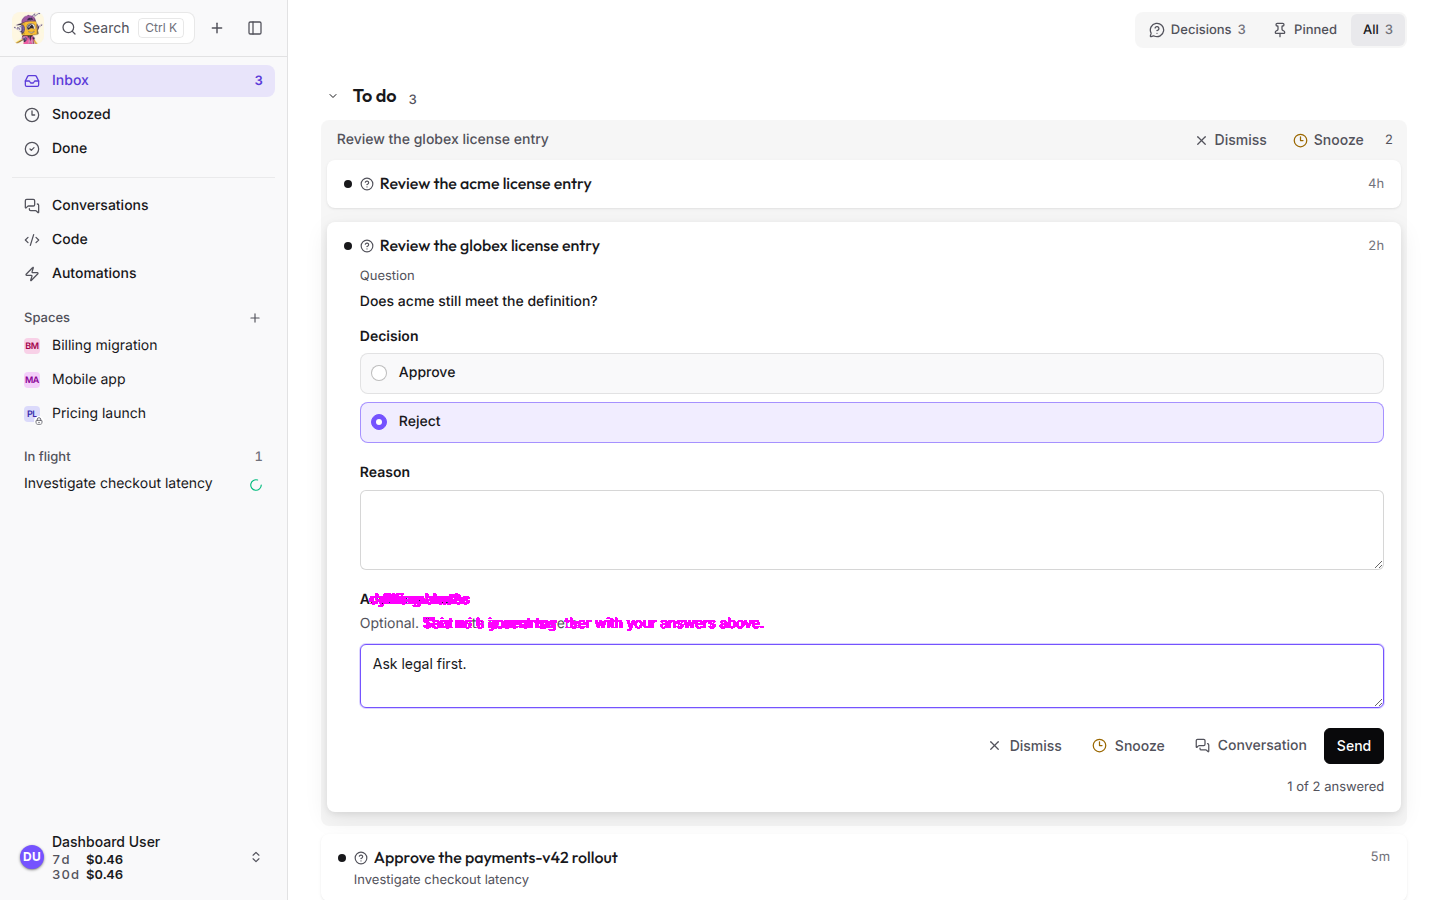 Search Ctrl K
Decisions 3
Pinned
All 3
Inbox 3
Snoozed
Done
Conversations
Code
Automations
Spaces
BM Billing migration
MA Mobile app
PL Pricing launch
In flight 1
Investigate checkout latency
DU Dashboard User
7d $0.46
30d $0.46
To do 3
Review the globex license entry
Dismiss Snooze 2
Review the acme license entry 4h
Review the globex license entry 2h
Question
Does acme still meet the definition?
Decision
Approve
Reject
Reason
Optional. with your answers above.
Ask legal first.
Dismiss Snooze Conversation Send
1 of 2 answered
Approve the payments-v42 rollout 5m
Investigate checkout latency